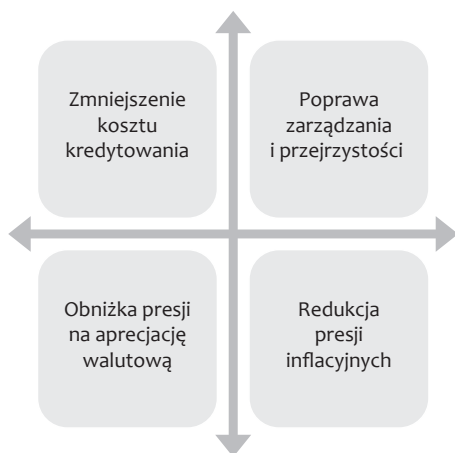 Zmniejszenie
kosztu
kredytowania
Poprawa
zarządzania
i przejrzystości
Obniżka presji
na aprecjację
walutową
Redukcja
presji
inflacyjnych